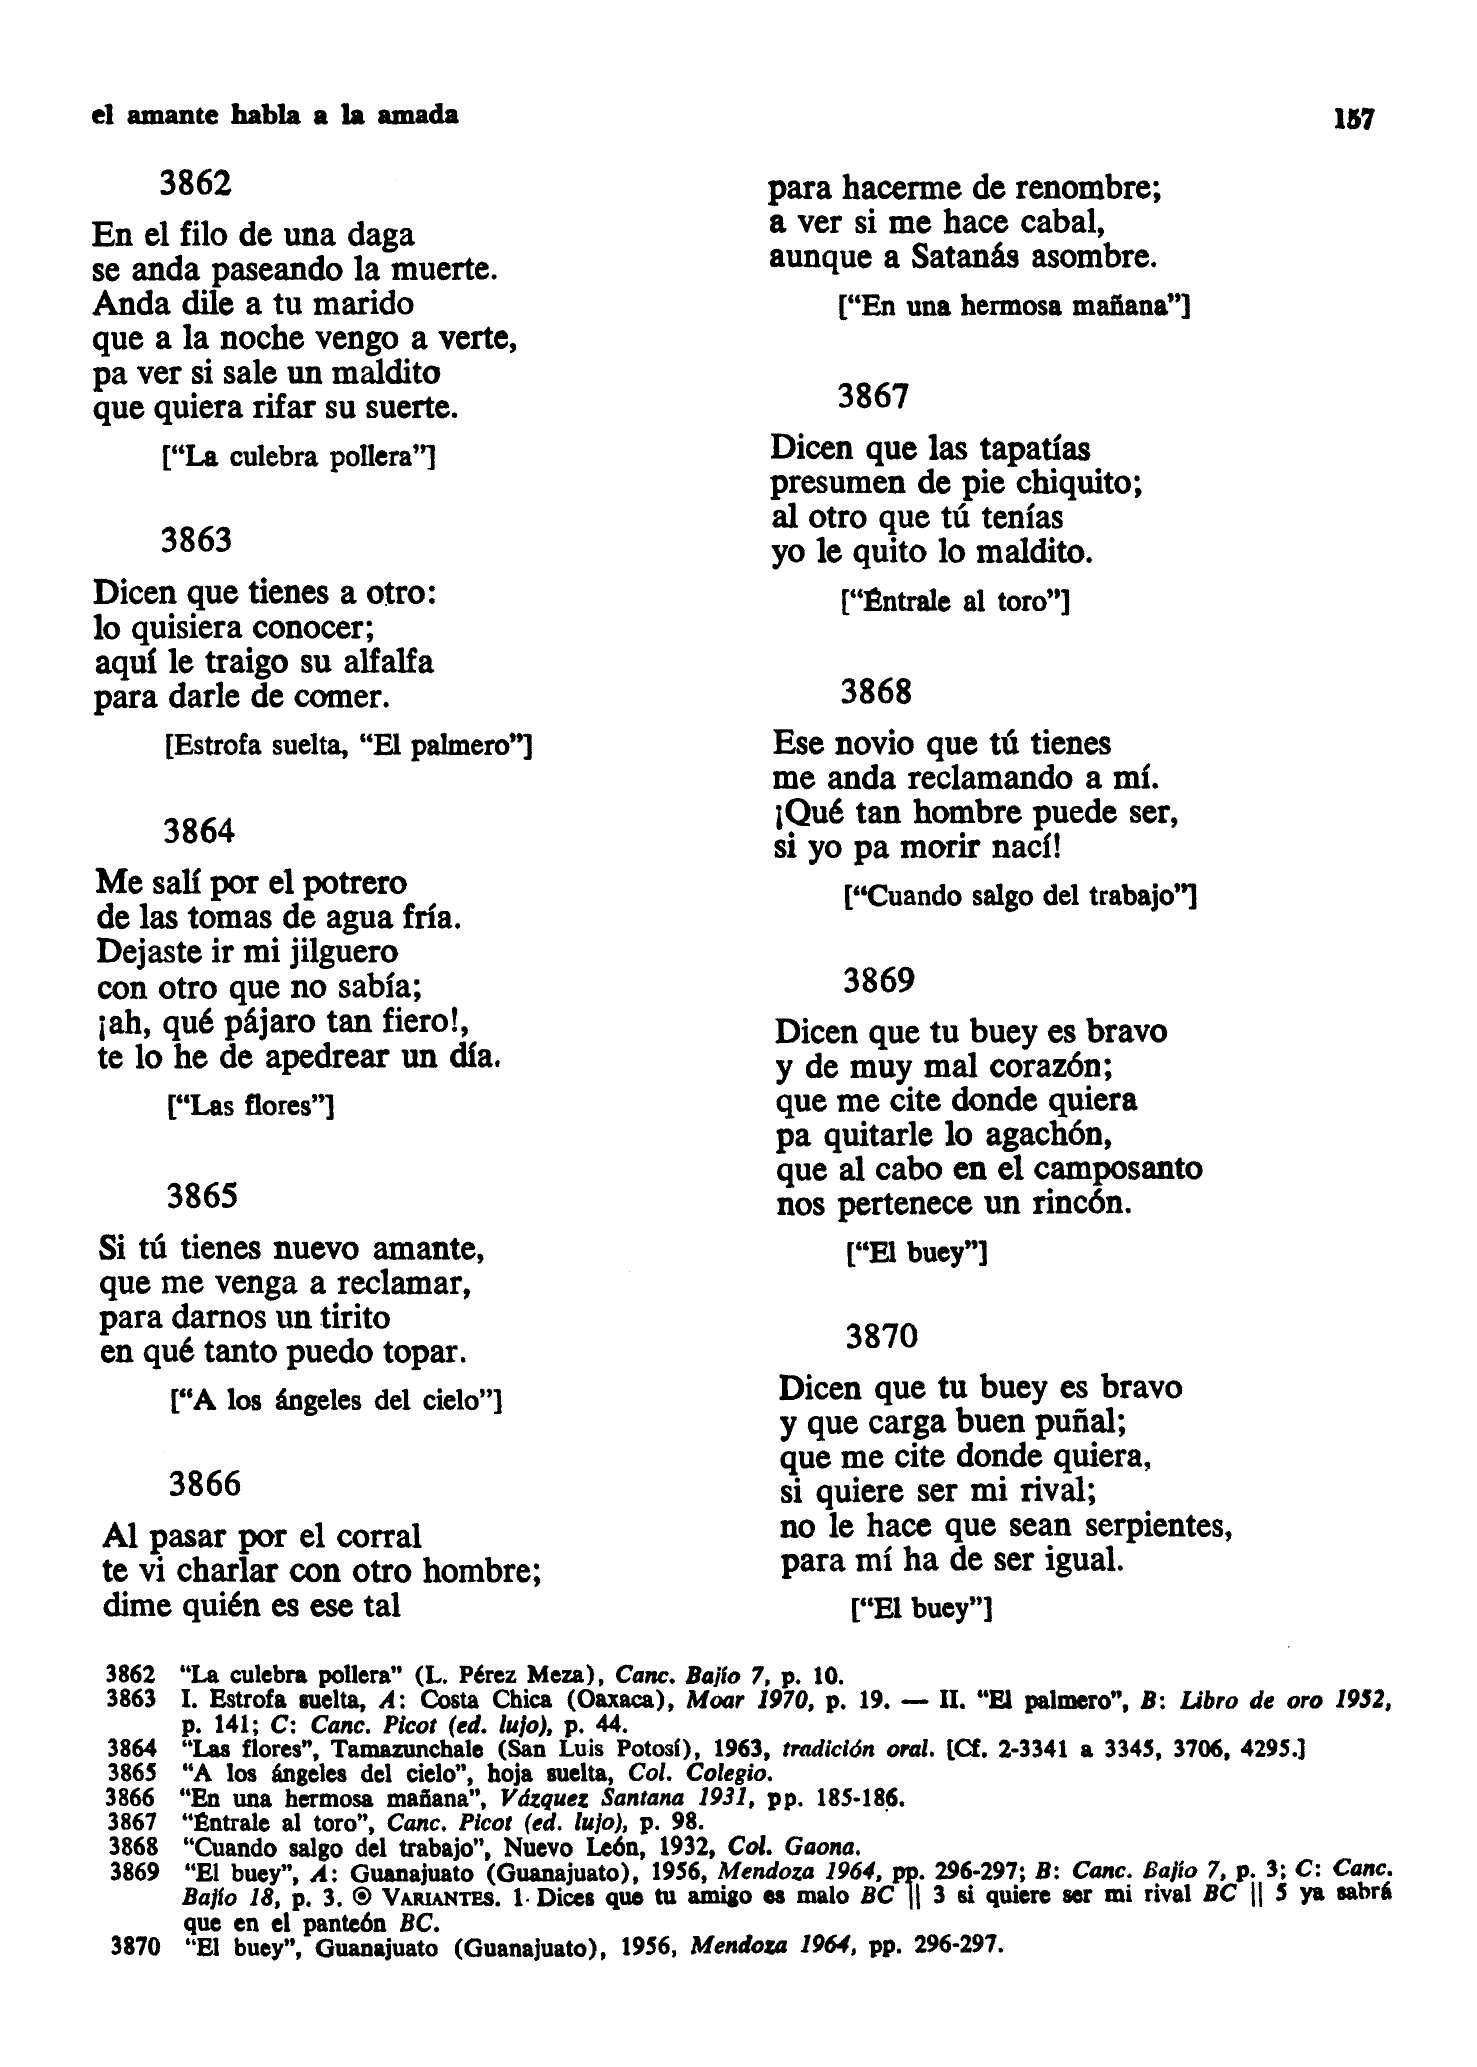 el amante habla a la amada
157
3862
En el filo de una daga
se anda paseando la muerte.
Anda dile a tu marido
que a la noche vengo a verte,
pa ver si sale un maldito
que quiera rifar su suerte.
[“La culebra pollera”]
3863
Dicen que tienes a otro:
lo quisiera conocer;
aquí le traigo su alfalfa
para darle de comer.
[Estrofa suelta, “El palmero”]
3864
Me salí por el potrero
de las tomas de agua fría.
Dejaste ir mi jilguero
con otro que no sabía;
¡ah, qué pájaro tan fiero!,
te lo he de apedrear un día.
[“Las flores”]
3865
Si tú tienes nuevo amante,
que me venga a reclamar,
para darnos un tirito
en qué tanto puedo topar.
[“A los ángeles del cielo”]
3866
Al pasar por el corral
te vi charlar con otro hombre;
dime quién es ese tal
para hacerme de renombre;
a ver si me hace cabal,
aunque a Satanás asombre.
[“En una hermosa mañana”]
3867
Dicen que las tapatías
presumen de pie chiquito;
al otro que tú tenías
yo le quito lo maldito.
[“Éntrale al toro”]
3868
Ese novio que tú tienes
me anda reclamando a mí.
¡Qué tan hombre puede ser,
si yo pa morir nací!
[“Cuando salgo del trabajo”]
3869
Dicen que tu buey es bravo
y de muy mal corazón;
que me cite donde quiera
pa quitarle lo agachón,
que al cabo en el camposanto
nos pertenece un rincón.
[“El buey”]
3870
Dicen que tu buey es bravo
y que carga buen puñal;
que me cite donde quiera,
si quiere ser mi rival;
no le hace que sean serpientes,
para mí ha de ser igual.
[“El buey”]
3862 “La culebra pollera” (L. Pérez Meza), Canc. Bajío 7, p. 10.
3863 I. Estrofa suelta, A: Costa Chica (Oaxaca), Moar 1970, p. 19. — II. “El palmero”, B: Libro de oro 1952,
p. 141; C: Canc. Picot (ed. lujo), p. 44.
3864 “Las flores”, Tamazunchale (San Luis Potosí), 1963, tradición oral. [Cf. 2-3341 a 3345, 3706, 4295.]
3865 “A los ángeles del cielo”, hoja suelta, Col. Colegio.
3866 “En una hermosa mañana”, Vázquez Santana 1931, pp. 185-186.
3867 “Éntrale al toro”, Canc. Picot (ed. lujo), p. 98.
3868 “Cuando salgo del trabajo”, Nuevo León, 1932, Col. Gaona.
3869 “El buey”, A: Guanajuato (Guanajuato), 1956, Mendoza 1964, pp. 296-297; B: Canc. Bajío 7, p. 3; C: Canc.
Bajío 18, p. 3. ⊚ VARIANTES. 1 Dices que tu amigo es malo BC || 3 si quiere ser mi rival BC || 5 ya sabrá
que en el panteón BC.
3870 “El buey”, Guanajuato (Guanajuato), 1956, Mendoza 1964, pp. 296-297.